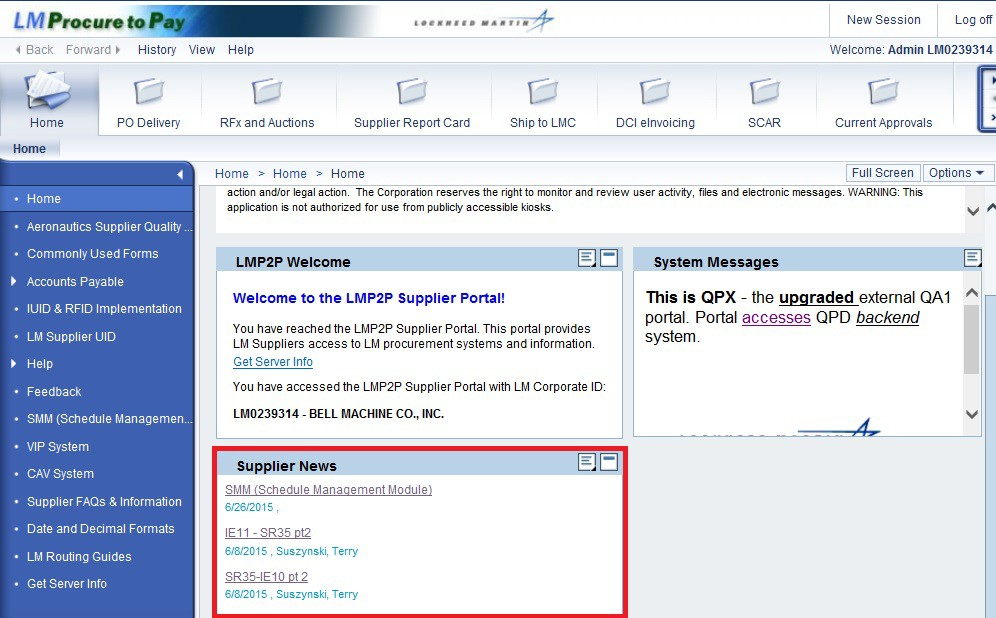 LM Procure to Pay
LOCKHEED MARTIN
New Session
Log off
Back Forward History View Help
Welcome: Admin LM0239314
Home
PO Delivery
RFx and Auctions
Supplier Report Card
Ship to LMC
DCI eInvoicing
SCAR
Current Approvals
Home
Home
Aeronautics Supplier Quality ...
Commonly Used Forms
Accounts Payable
IUID & RFID Implementation
LM Supplier UID
Help
Feedback
SMM (Schedule Managemen...
VIP System
CAV System
Supplier FAQs & Information
Date and Decimal Formats
LM Routing Guides
Get Server Info
Home > Home > Home
Full Screen
Options
action and/or legal action. The Corporation reserves the right to monitor and review user activity, files and electronic messages. WARNING: This
application is not authorized for use from publicly accessible kiosks.
LMP2P Welcome
Welcome to the LMP2P Supplier Portal!
You have reached the LMP2P Supplier Portal. This portal provides
LM Suppliers access to LM procurement systems and information.
Get Server Info
You have accessed the LMP2P Supplier Portal with LM Corporate ID:
LM0239314 - BELL MACHINE CO., INC.
System Messages
This is QPX - the upgraded external QA1
portal. Portal accesses QPD backend
system.
Supplier News
SMM (Schedule Management Module)
6/26/2015 ,
IE11 - SR35 pt2
6/8/2015 , Suszynski, Terry
SR35-IE10 pt 2
6/8/2015 , Suszynski, Terry